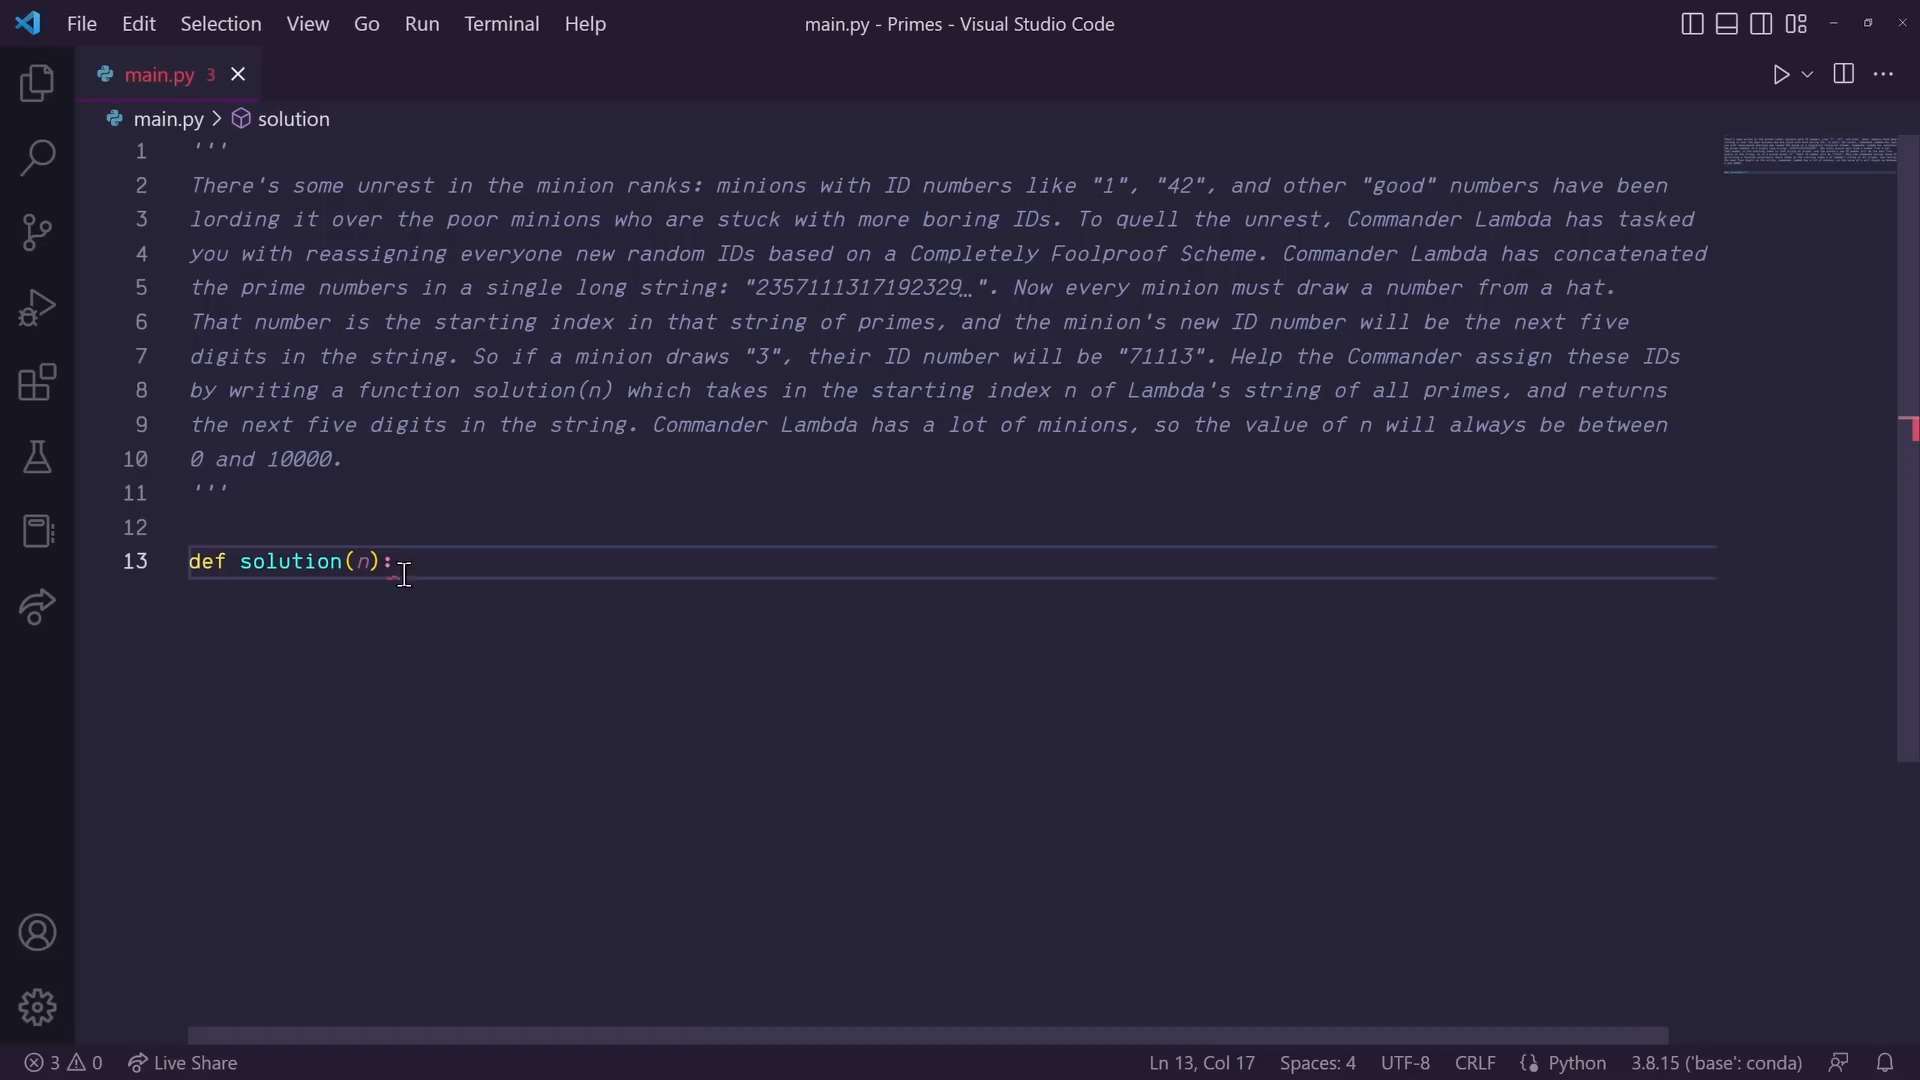 File Edit Selection View Go Run Terminal Help main.py - Primes - Visual Studio Code
main.py 3
main.py > solution
1 '''
2 There's some unrest in the minion ranks: minions with ID numbers like "1", "42", and other "good" numbers have been
3 lording it over the poor minions who are stuck with more boring IDs. To quell the unrest, Commander Lambda has tasked
4 you with reassigning everyone new random IDs based on a Completely Foolproof Scheme. Commander Lambda has concatenated
5 the prime numbers in a single long string: "2357111317192329…". Now every minion must draw a number from a hat.
6 That number is the starting index in that string of primes, and the minion's new ID number will be the next five
7 digits in the string. So if a minion draws "3", their ID number will be "71113". Help the Commander assign these IDs
8 by writing a function solution(n) which takes in the starting index n of Lambda's string of all primes, and returns
9 the next five digits in the string. Commander Lambda has a lot of minions, so the value of n will always be between
10 0 and 10000.
11 '''
12
13 def solution(n):
3 0 Live Share Ln 13, Col 17 Spaces: 4 UTF-8 CRLF Python 3.8.15 ('base': conda)